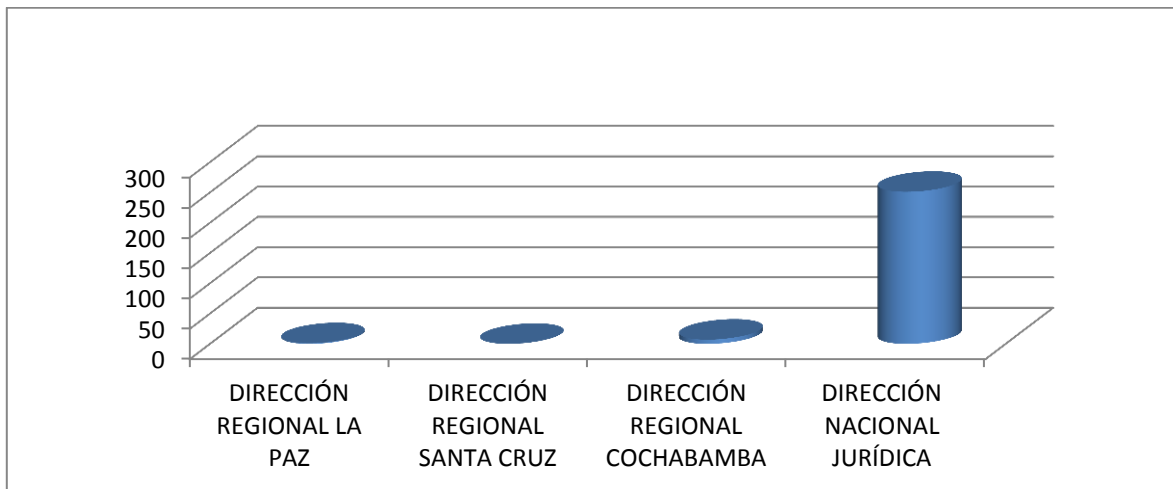 300
250
200
150
100
50
0
DIRECCIÓN REGIONAL LA PAZ
DIRECCIÓN REGIONAL SANTA CRUZ
DIRECCIÓN REGIONAL COCHABAMBA
DIRECCIÓN NACIONAL JURÍDICA